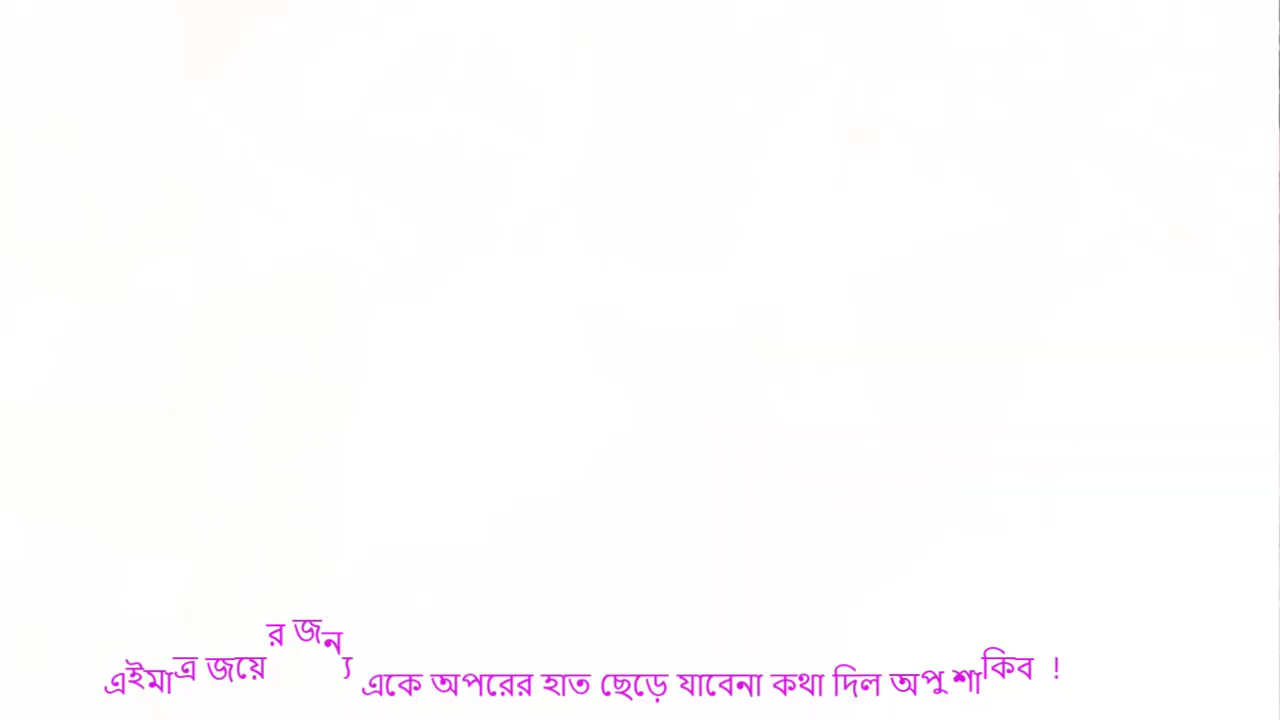 এইমাত্র জয়ের জন্য একে অপরের হাত ছেড়ে যাবেনা কথা দিল অপু শাকিব !